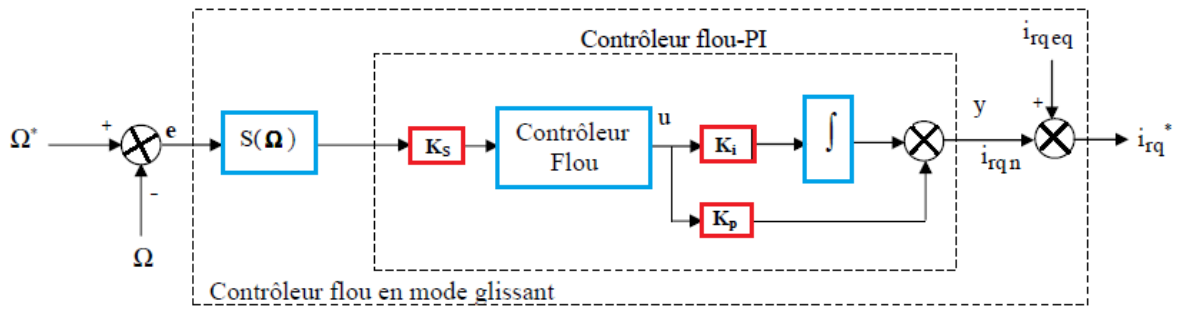 Contrôleur flou-PI
i_rq eq
Ω*
+
e
S(Ω)
K_S
Contrôleur
Flou
u
K_i
∫
y
+
i_rq n
i_rq*
-
K_p
Ω
Contrôleur flou en mode glissant